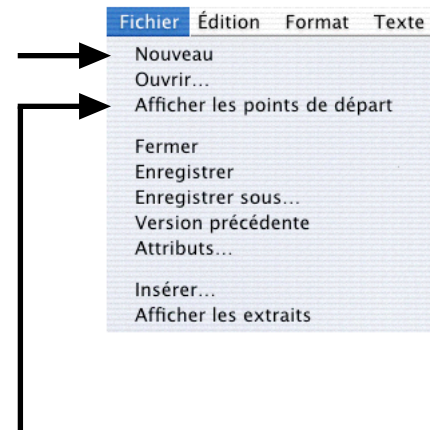 Fichier Édition Format Texte
Nouveau
Ouvrir...
Afficher les points de départ
Fermer
Enregistrer
Enregistrer sous...
Version précédente
Attributs...
Insérer...
Afficher les extraits